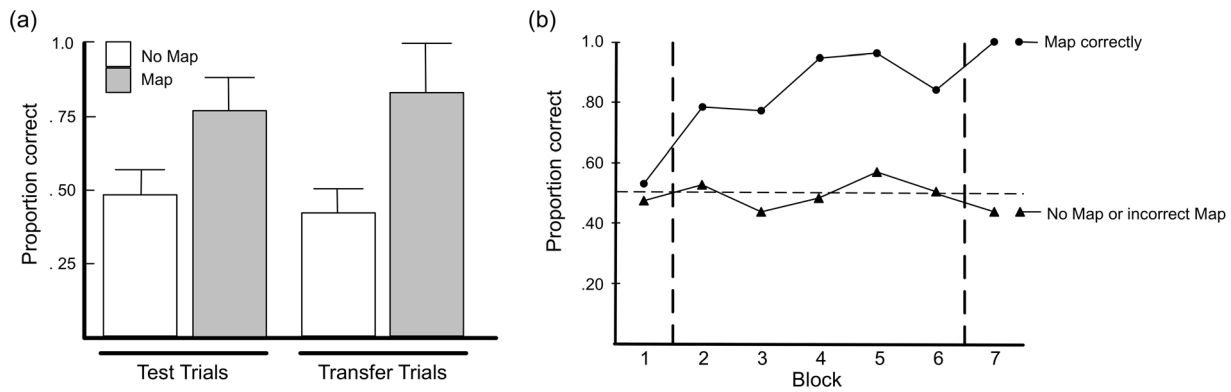 (a)
Proportion correct
1.0
.75
.50
.25
No Map
Map
Test Trials
Transfer Trials
(b)
Proportion correct
1.0
.80
.60
.40
.20
Map correctly
No Map or incorrect Map
1 2 3 4 5 6 7
Block